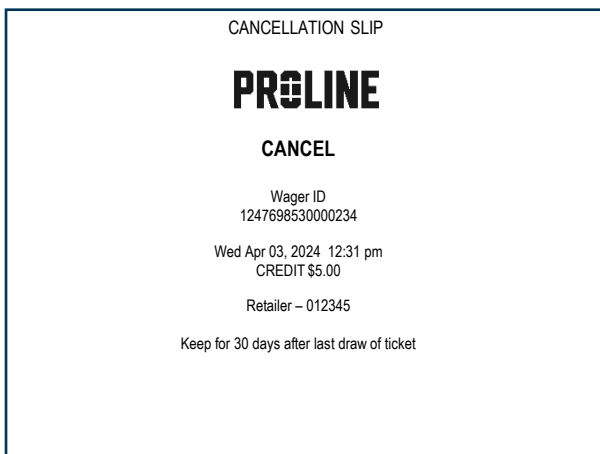 CANCELLATION SLIP
PROLINE
CANCEL
Wager ID
1247698530000234
Wed Apr 03, 2024 12:31 pm
CREDIT $5.00
Retailer – 012345
Keep for 30 days after last draw of ticket